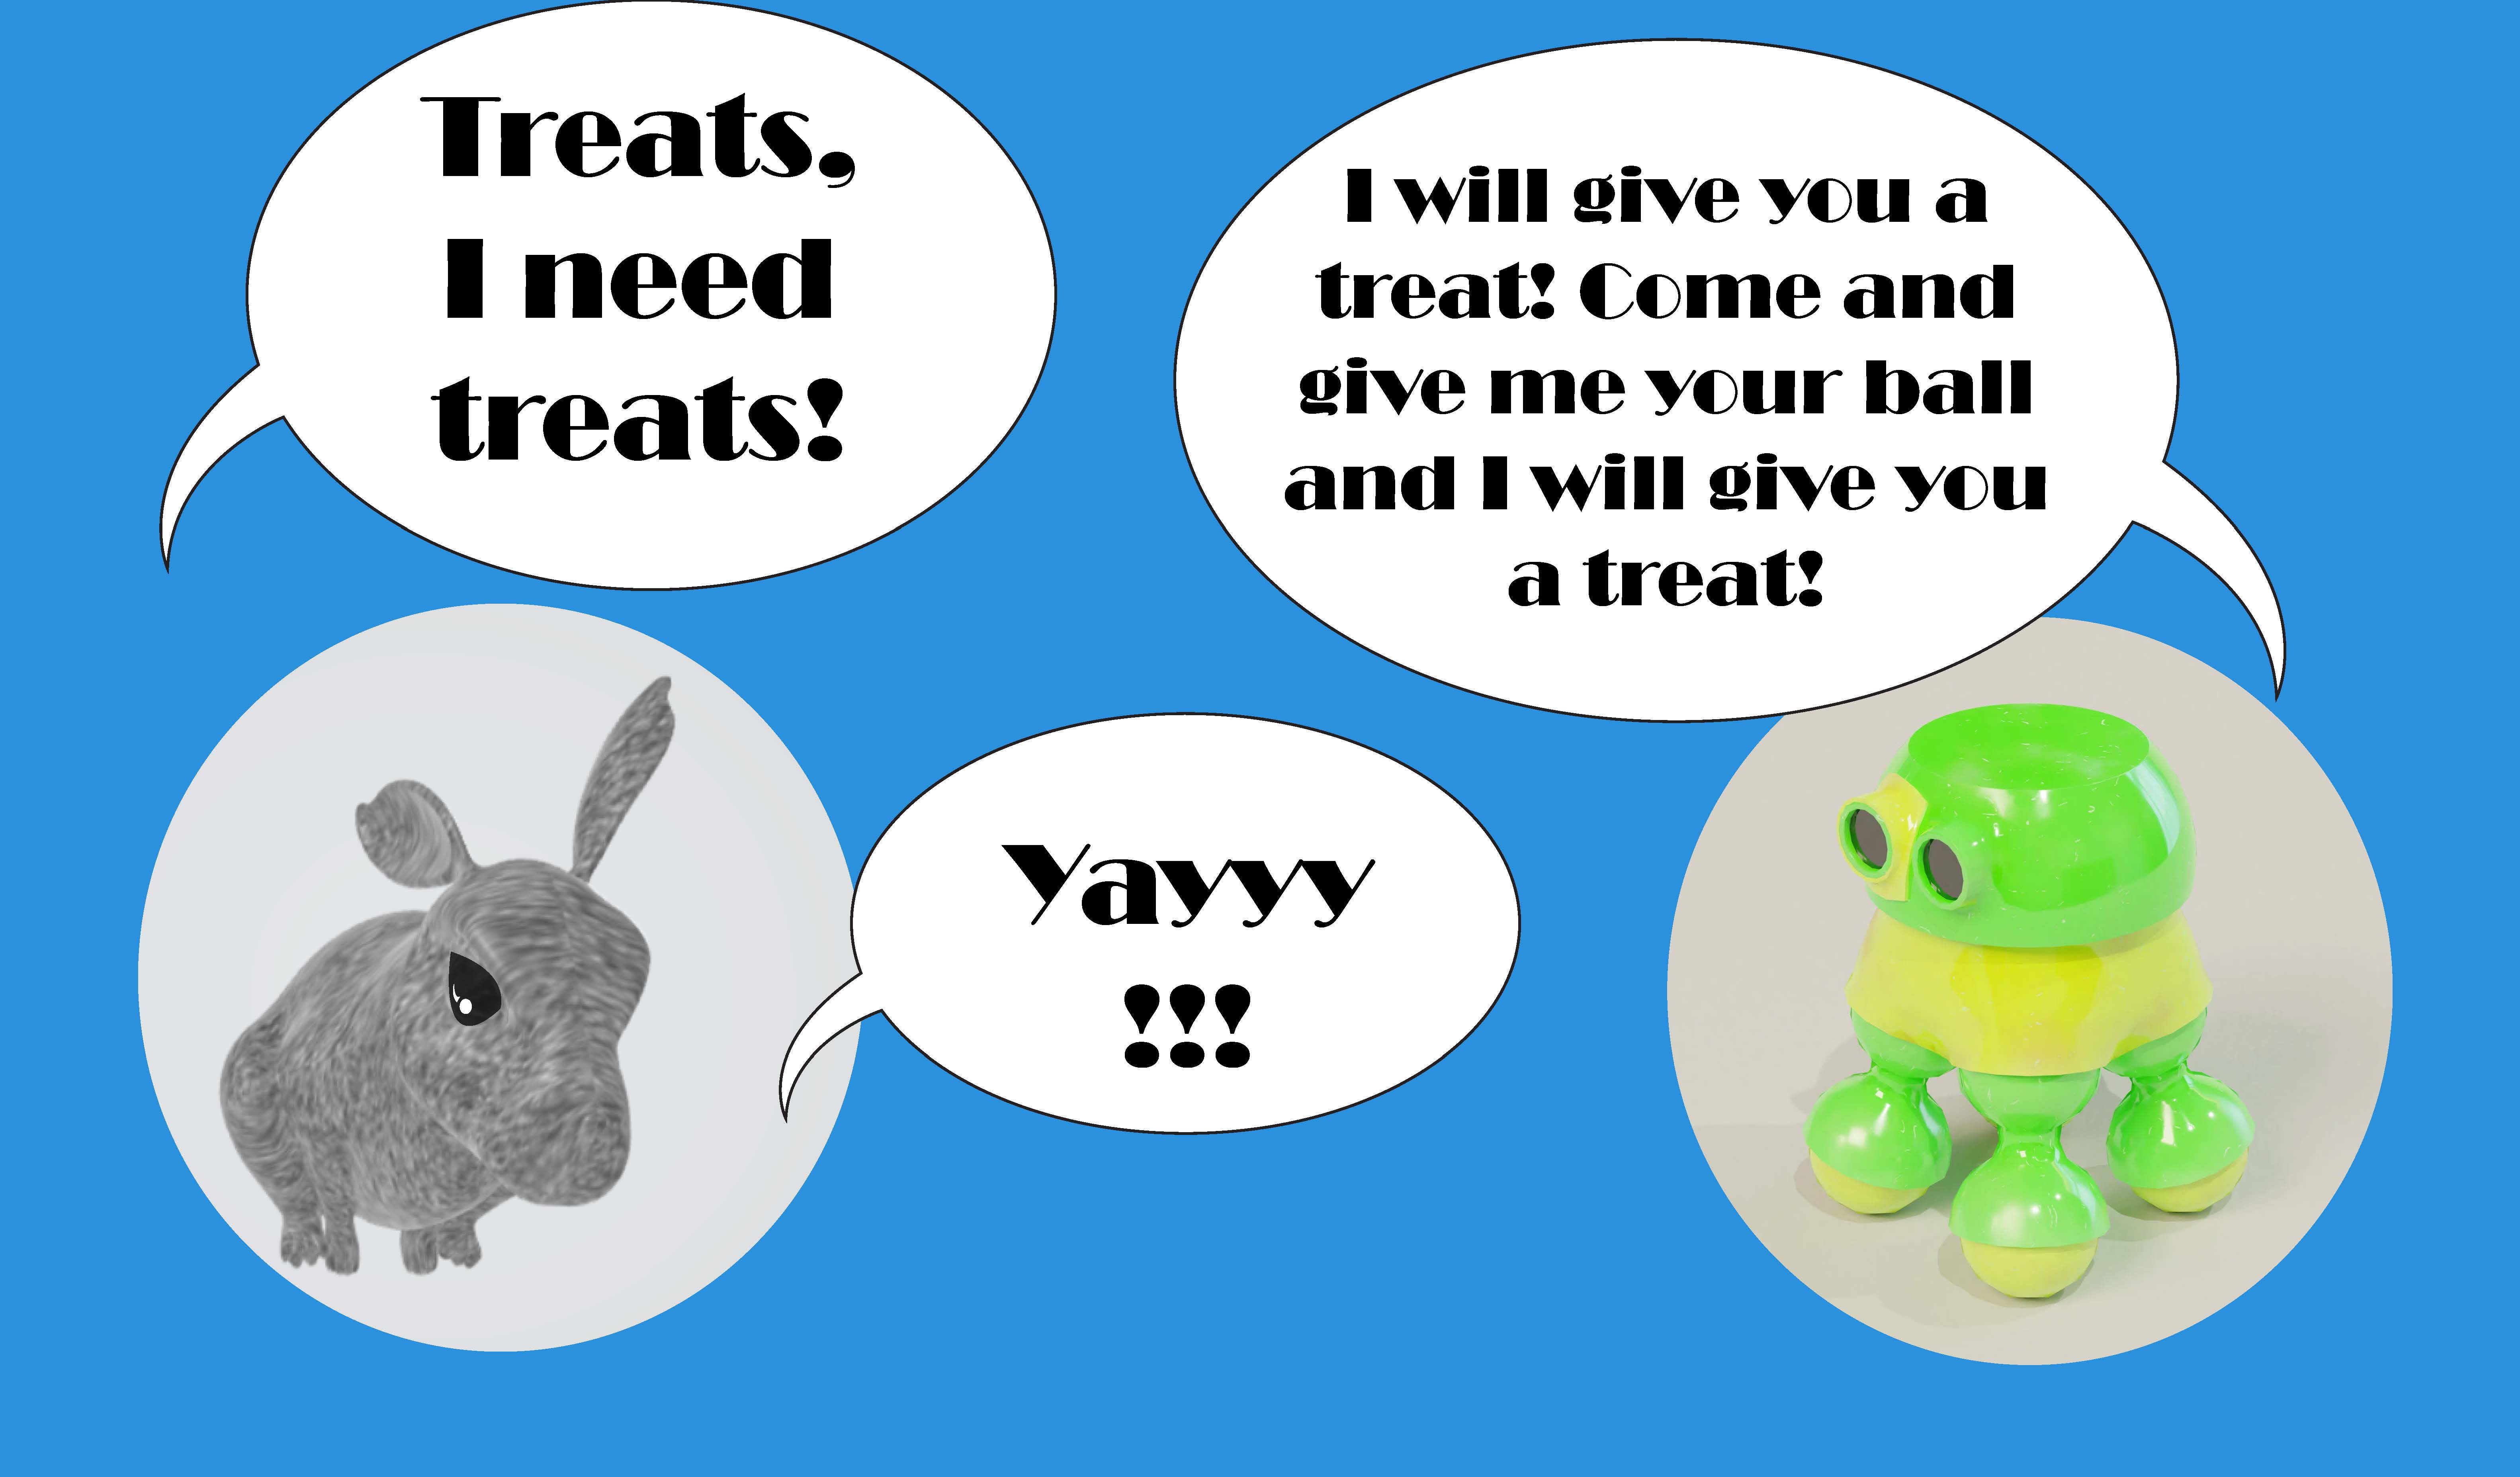 Treats,
I need
treats!
I will give you a
treat! Come and
give me your ball
and I will give you
a treat!
Yayyy
!!!